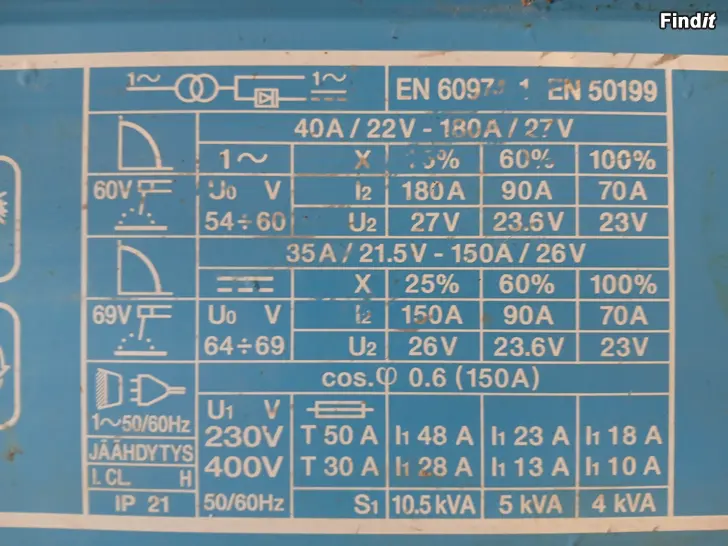 Findit
1~ 1~ EN 6097 1 EN 50199
40A / 22V - 180A / 27V
1~ X % 60% 100%
60V U0 V I2 180A 90A 70A
54÷60 U2 27V 23.6V 23V
35A / 21.5V - 150A / 26V
X 25% 60% 100%
69V U0 V I2 150A 90A 70A
64÷69 U2 26V 23.6V 23V
cos.φ 0.6 (150A)
1~50/60Hz U1 V
230V T 50 A I1 48 A I1 23 A I1 18 A
JÄÄHDYTYS 400V T 30 A I1 28 A I1 13 A I1 10 A
I. CL. H
IP 21 50/60Hz S1 10.5 kVA 5 kVA 4 kVA